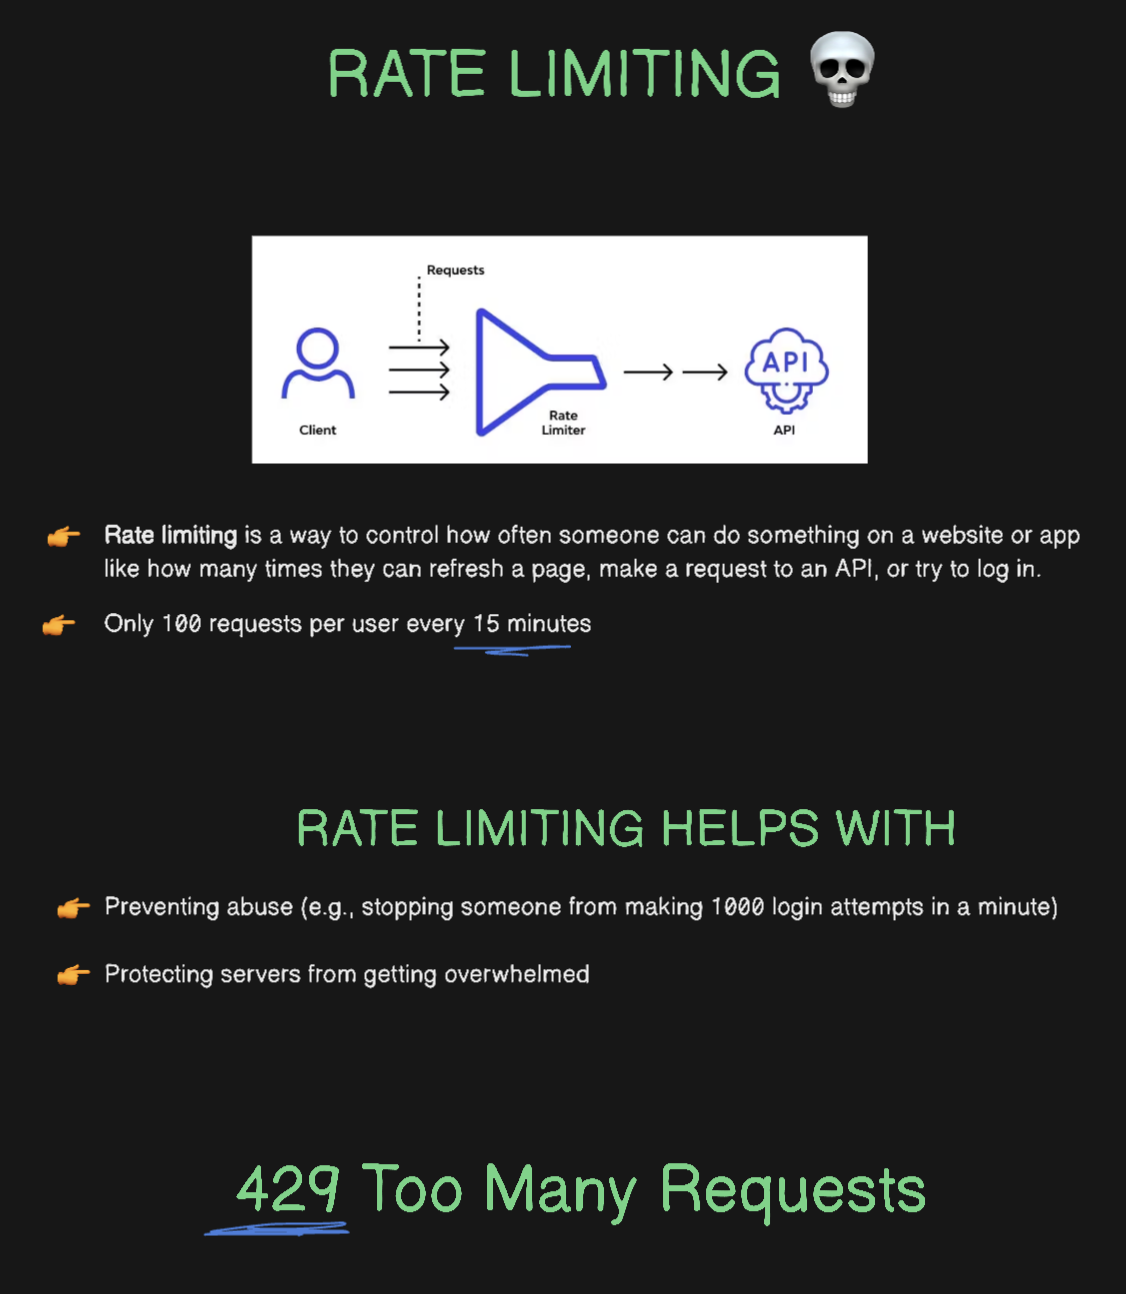 RATE LIMITING 💀
Requests
API
Client
Rate
Limiter
API
👉 Rate limiting is a way to control how often someone can do something on a website or app
like how many times they can refresh a page, make a request to an API, or try to log in.
👉 Only 100 requests per user every 15 minutes
RATE LIMITING HELPS WITH
👉 Preventing abuse (e.g., stopping someone from making 1000 login attempts in a minute)
👉 Protecting servers from getting overwhelmed
429 Too Many Requests